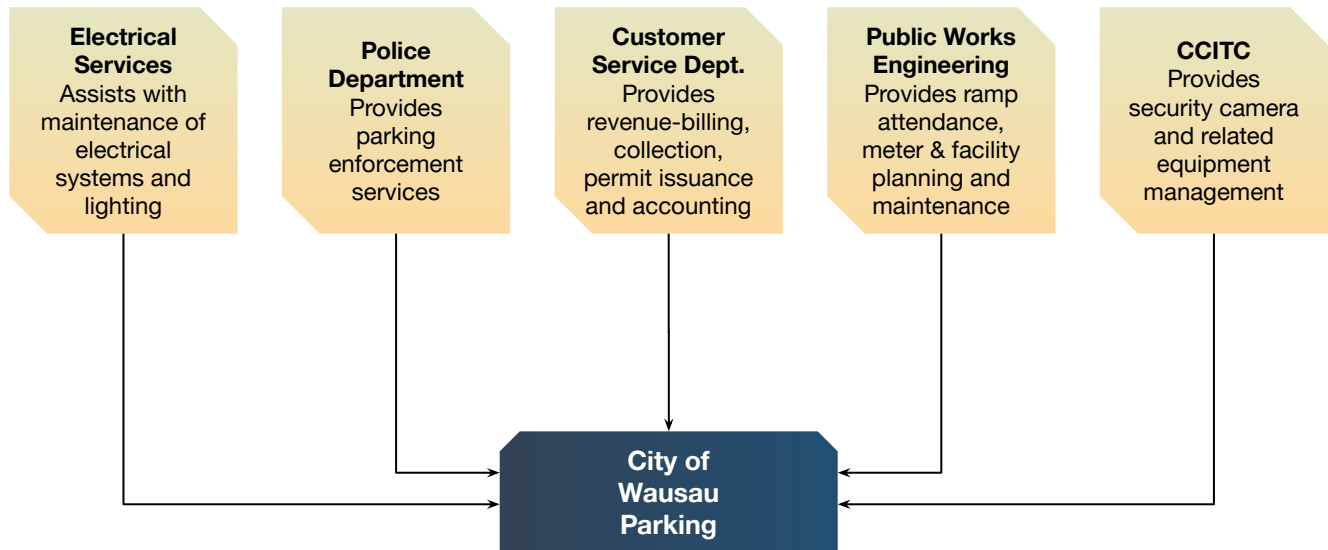 Electrical
Services
Assists with
maintenance of
electrical
systems and
lighting
Police
Department
Provides
parking
enforcement
services
Customer
Service Dept.
Provides
revenue-billing,
collection,
permit issuance
and accounting
Public Works
Engineering
Provides ramp
attendance,
meter & facility
planning and
maintenance
CCITC
Provides
security camera
and related
equipment
management
City of
Wausau
Parking